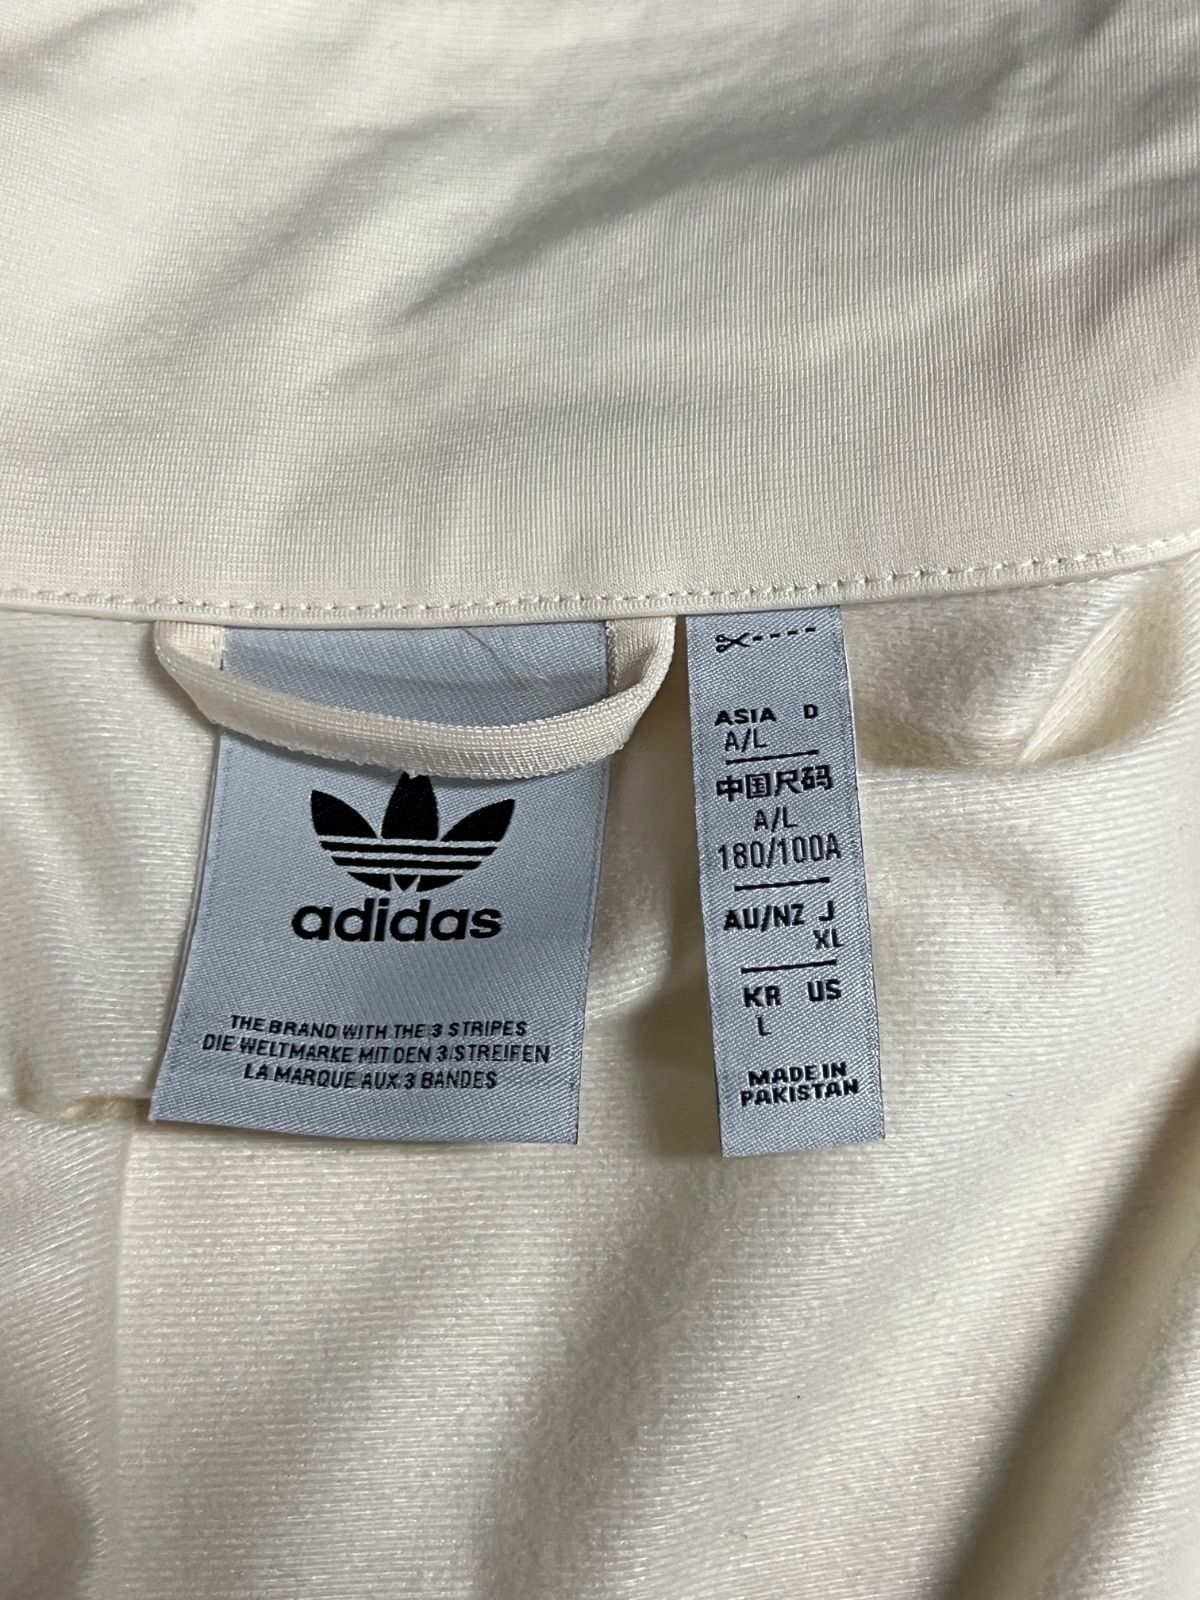 adidas
THE BRAND WITH THE 3 STRIPES
DIE WELTMARKE MIT DEN 3 STREIFEN
LA MARQUE AUX 3 BANDES
ASIA D
A/L
中国尺码
A/L
180/100A
AU/NZ J
XL
KR US
L
MADE IN
PAKISTAN